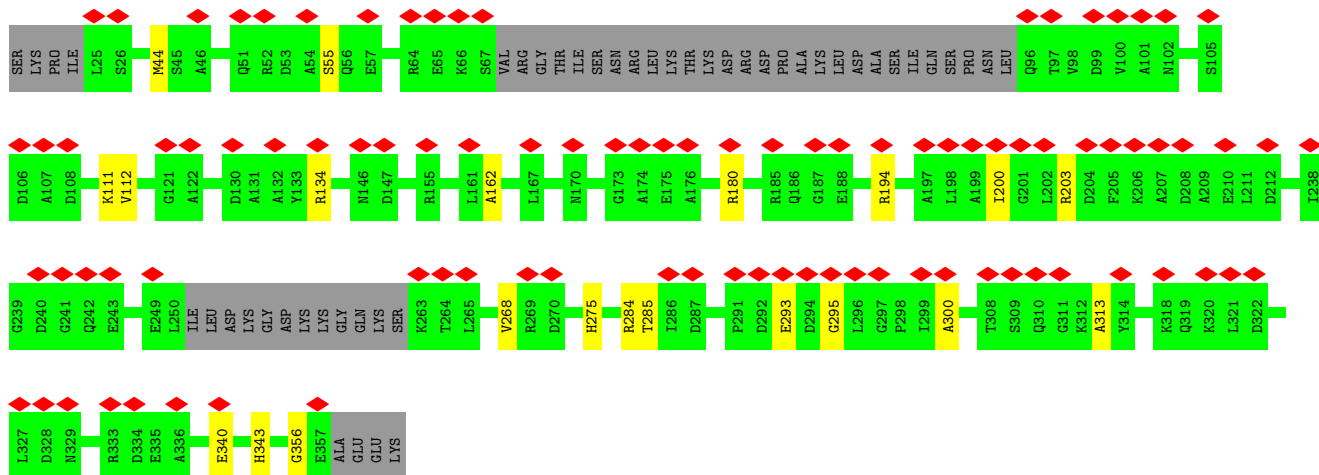 SER LYS PRO ILE L25 S26 M44 S45 A46 Q51 R52 D53 A54 S55 Q56 E57 R64 E65 K66 S67 VAL ARG GLY THR ILE SER ASN ARG LEU LYS THR LYS ASP ARG ASP PRO ALA LYS LEU ASP ALA SER ILE GLN SER PRO ASN LEU Q96 T97 V98 D99 V100 A101 N102 S105
D106 A107 D108 K111 V112 G121 A122 D130 A131 A132 Y133 R134 N146 D147 R155 L161 A162 L167 N170 G173 A174 E175 A176 R180 R185 Q186 G187 E188 R194 A197 L198 A199 I200 G201 L202 R203 D204 F205 K206 A207 D208 A209 E210 L211 D212 I238
G239 D240 G241 Q242 E243 E249 L250 ILE LEU ASP LYS GLY ASP LYS LYS GLY GLN LYS SER K263 T264 L265 V268 R269 D270 H275 R284 T285 I286 D287 P291 D292 E293 D294 G295 L296 G297 P298 I299 A300 T308 S309 Q310 G311 K312 A313 Y314 K318 Q319 K320 L321 D322
L327 D328 N329 R333 D334 E335 A336 E340 H343 G356 E357 ALA GLU GLU LYS